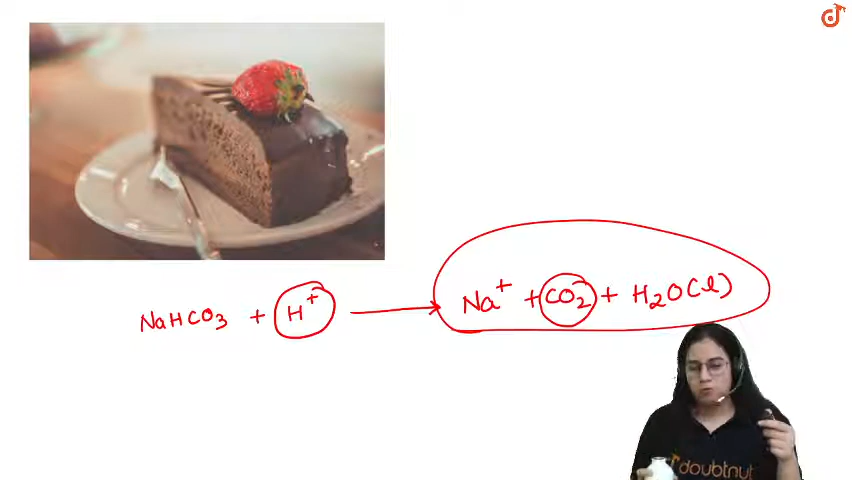 NaHCO3 + H+ → Na+ + CO2 + H2O(l)
doubtnut